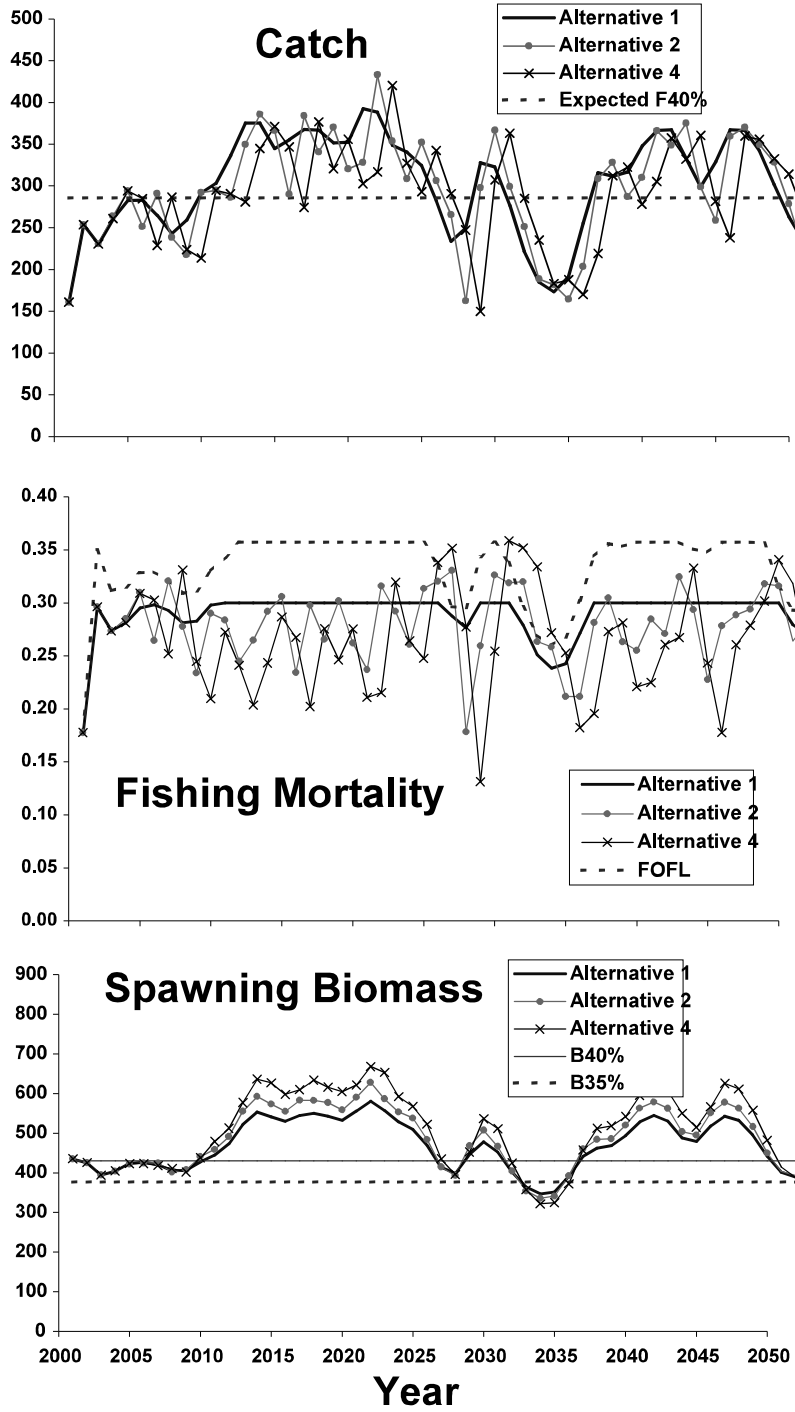 500
450
400
350
300
250
200
150
100
50
0
Catch
Alternative 1
Alternative 2
Alternative 4
Expected F40%
0.40
0.35
0.30
0.25
0.20
0.15
0.10
0.05
0.00
Fishing Mortality
Alternative 1
Alternative 2
Alternative 4
FOFL
900
800
700
600
500
400
300
200
100
0
Spawning Biomass
Alternative 1
Alternative 2
Alternative 4
B40%
B35%
2000 2005 2010 2015 2020 2025 2030 2035 2040 2045 2050
Year